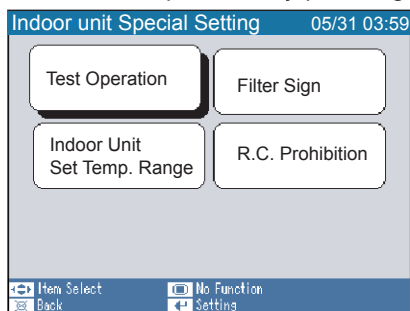 Indoor unit Special Setting 05/31 03:59
Test Operation
Filter Sign
Indoor Unit
Set Temp. Range
R.C. Prohibition
Item Select No Function
Back Setting